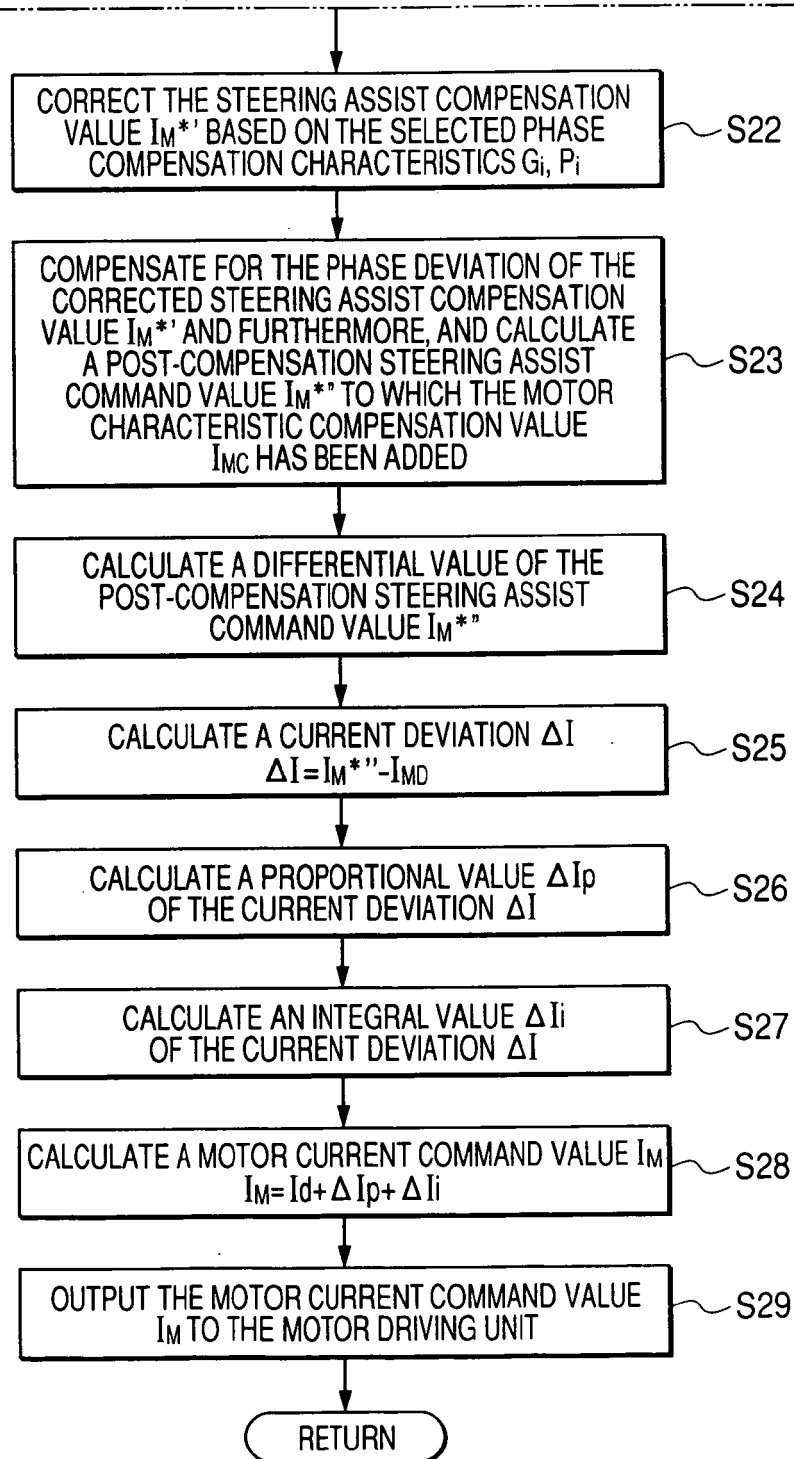 CORRECT THE STEERING ASSIST COMPENSATION
VALUE IM*' BASED ON THE SELECTED PHASE
COMPENSATION CHARACTERISTICS Gi, Pi
S22
COMPENSATE FOR THE PHASE DEVIATION OF THE
CORRECTED STEERING ASSIST COMPENSATION
VALUE IM*' AND FURTHERMORE, AND CALCULATE
A POST-COMPENSATION STEERING ASSIST
COMMAND VALUE IM*" TO WHICH THE MOTOR
CHARACTERISTIC COMPENSATION VALUE
IMC HAS BEEN ADDED
S23
CALCULATE A DIFFERENTIAL VALUE OF THE
POST-COMPENSATION STEERING ASSIST
COMMAND VALUE IM*"
S24
CALCULATE A CURRENT DEVIATION ΔI
ΔI=IM*''-IMD
S25
CALCULATE A PROPORTIONAL VALUE ΔIp
OF THE CURRENT DEVIATION ΔI
S26
CALCULATE AN INTEGRAL VALUE ΔIi
OF THE CURRENT DEVIATION ΔI
S27
CALCULATE A MOTOR CURRENT COMMAND VALUE IM
IM=Id+ΔIp+ΔIi
S28
OUTPUT THE MOTOR CURRENT COMMAND VALUE
IM TO THE MOTOR DRIVING UNIT
S29
RETURN